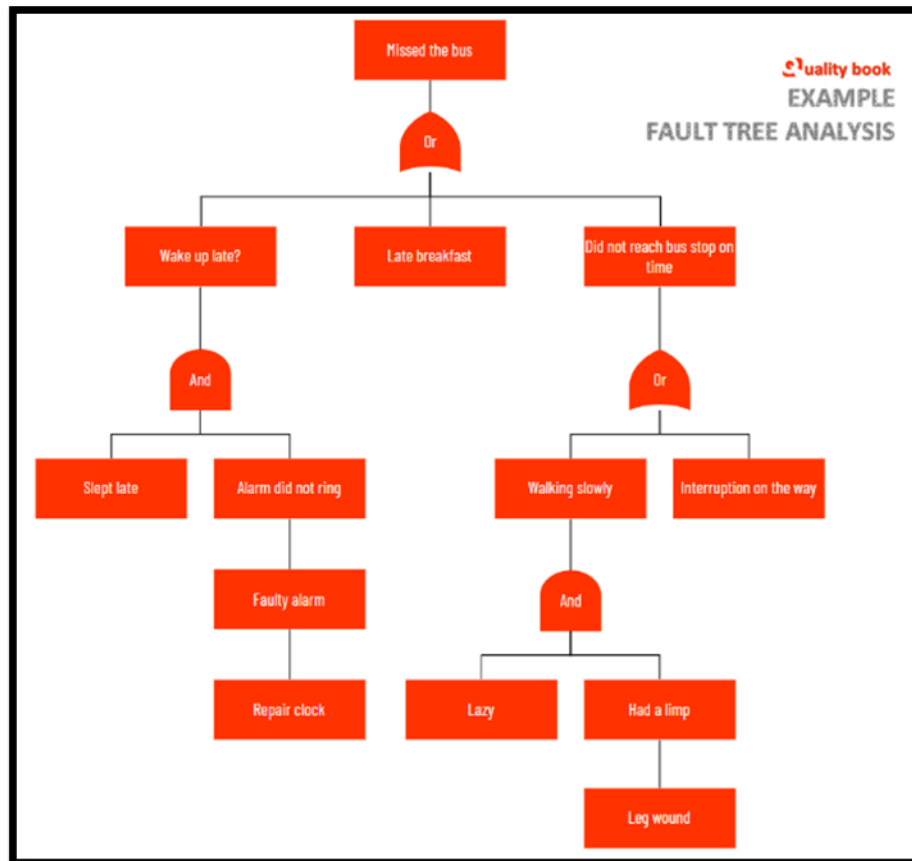 Missed the bus
Quality book
EXAMPLE
FAULT TREE ANALYSIS
Or
Wake up late?
Late breakfast
Did not reach bus stop on
time
And
Or
Slept late
Alarm did not ring
Walking slowly
Interruption on the way
Faulty alarm
And
Repair clock
Lazy
Had a limp
Leg wound